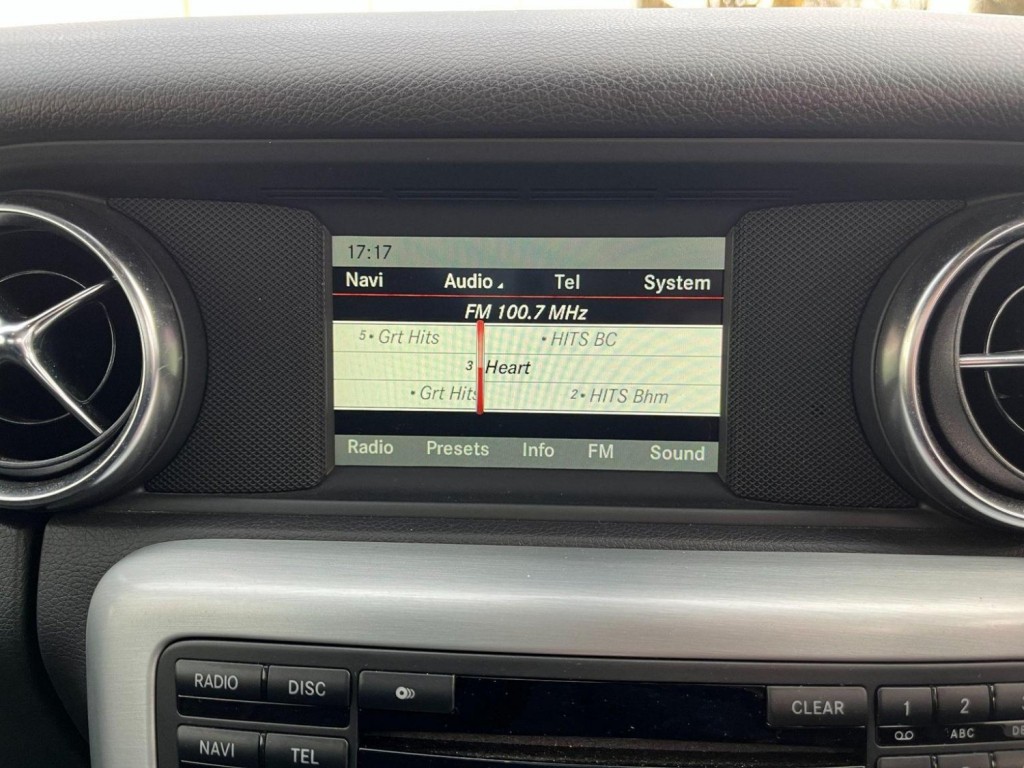 17:17
Navi Audio Tel System
FM 100.7 MHz
5• Grt Hits • HITS BC
3 Heart
• Grt Hits 2• HITS Bhm
Radio Presets Info FM Sound
RADIO DISC CLEAR 1 2
ABC
NAVI TEL